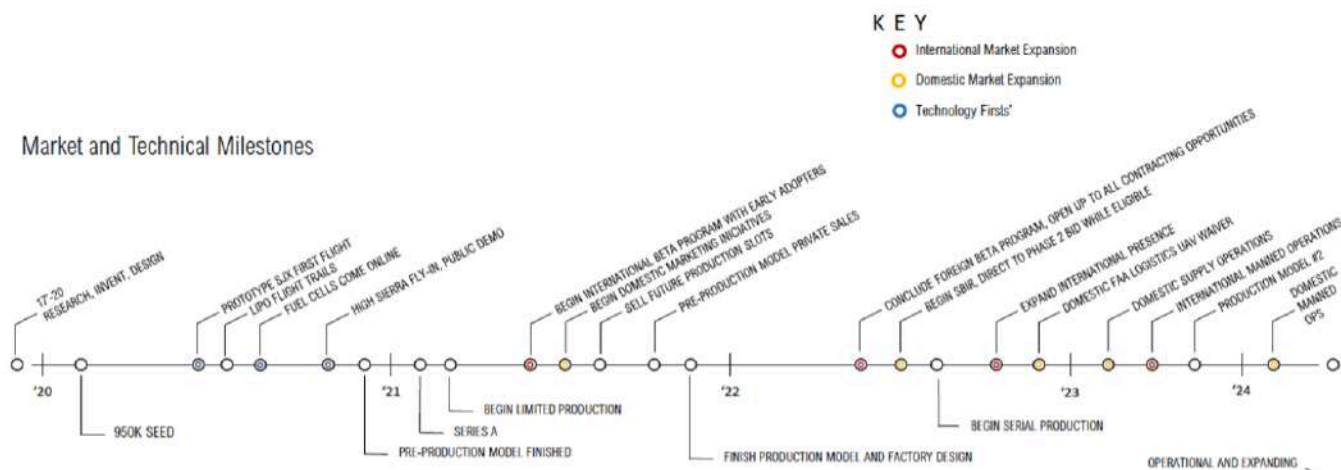 KEY
International Market Expansion
Domestic Market Expansion
Technology Firsts'
Market and Technical Milestones
17'-20
RESEARCH, INVENT, DESIGN
PROTOTYPE SJX FIRST FLIGHT
LIPO FLIGHT TRAILS
FUEL CELLS COME ONLINE
HIGH SIERRA FLY-IN, PUBLIC DEMO
BEGIN INTERNATIONAL BETA PROGRAM WITH EARLY ADOPTERS
BEGIN DOMESTIC MARKETING INICIATIVES
SELL FUTURE PRODUCTION SLOTS
PRE-PRODUCTION MODEL PRIVATE SALES
CONCLUDE FOREIGN BETA PROGRAM, OPEN UP TO ALL CONTRACTING OPPORTUNITIES
BEGIN SBIR, DIRECT TO PHASE 2 BID WHILE ELIGIBLE
EXPAND INTERNATIONAL PRESENCE
DOMESTIC FAA LOGISTICS UAV WAIVER
DOMESTIC SUPPLY OPERATIONS
INTERNATIONAL MANNED OPERATIONS
PRODUCTION MODEL #2
DOMESTIC
MANNED
OPS
'20
'21
'22
'23
'24
950K SEED
PRE-PRODUCTION MODEL FINISHED
SERIES A
BEGIN LIMITED PRODUCTION
FINISH PRODUCTION MODEL AND FACTORY DESIGN
BEGIN SERIAL PRODUCTION
OPERATIONAL AND EXPANDING